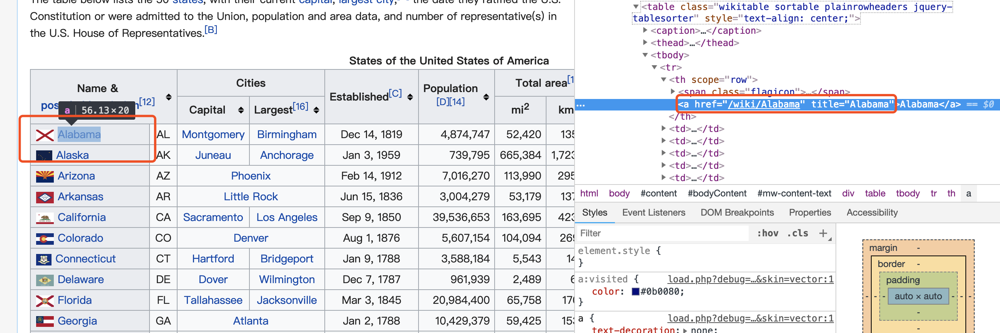 The table below lists the 50 states, with their current capital, largest city, the date they ratified the U.S.
Constitution or were admitted to the Union, population and area data, and number of representative(s) in
the U.S. House of Representatives.[B]
States of the United States of America
Name &
pos n[12]
Cities
Established[C]
Population
[D][14]
Total area[1
Capital
Largest[16]
mi2
km
a 56.13×20
Alabama AL Montgomery Birmingham Dec 14, 1819 4,874,747 52,420 135
Alaska AK Juneau Anchorage Jan 3, 1959 739,795 665,384 1,723
Arizona AZ Phoenix Feb 14, 1912 7,016,270 113,990 295
Arkansas AR Little Rock Jun 15, 1836 3,004,279 53,179 137
California CA Sacramento Los Angeles Sep 9, 1850 39,536,653 163,695 423
Colorado CO Denver Aug 1, 1876 5,607,154 104,094 269
Connecticut CT Hartford Bridgeport Jan 9, 1788 3,588,184 5,543 14
Delaware DE Dover Wilmington Dec 7, 1787 961,939 2,489 6
Florida FL Tallahassee Jacksonville Mar 3, 1845 20,984,400 65,758 170
Georgia GA Atlanta Jan 2, 1788 10,429,379 59,425 153
<table class="wikitable sortable plainrowheaders jquery-
tablesorter" style="text-align: center;">
<caption>…</caption>
<thead>…</thead>
<tbody>
<tr>
<th scope="row">
<span class="flagicon">…</span>
<a href="/wiki/Alabama" title="Alabama">Alabama</a> == $0
</th>
<td>…</td>
<td>…</td>
<td>…</td>
<td>…</td>
<td>…</td>
html body #content #bodyContent #mw-content-text div table tbody tr th a
Styles Event Listeners DOM Breakpoints Properties Accessibility
Filter :hov .cls +
element.style {
}
a:visited { load.php?debug=…&skin=vector:1
color: #0b0080;
}
a { load.php?debug=…&skin=vector:1
text-decoration: none;
margin -
border -
padding
- - - auto × auto - - -
-
-